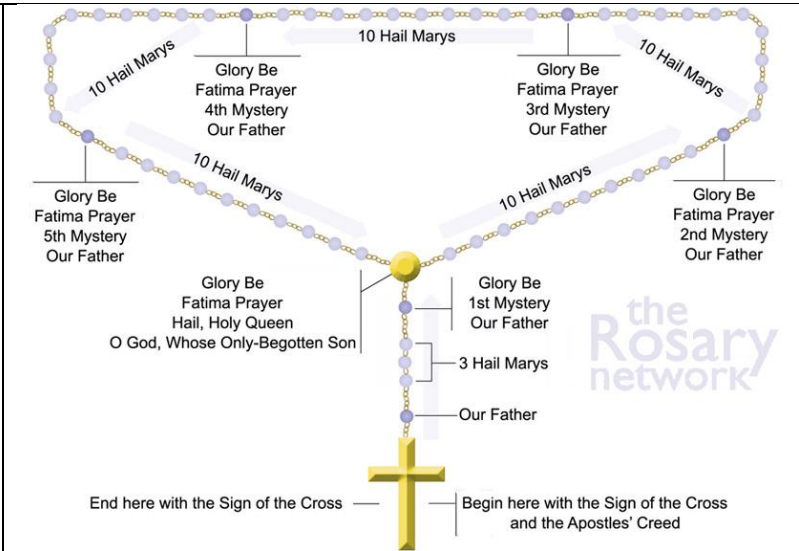 10 Hail Marys
Glory Be
Fatima Prayer
4th Mystery
Our Father
10 Hail Marys
Glory Be
Fatima Prayer
3rd Mystery
Our Father
10 Hail Marys
Glory Be
Fatima Prayer
5th Mystery
Our Father
10 Hail Marys
10 Hail Marys
Glory Be
Fatima Prayer
2nd Mystery
Our Father
Glory Be
Fatima Prayer
Hail, Holy Queen
O God, Whose Only-Begotten Son
Glory Be
1st Mystery
Our Father
3 Hail Marys
Our Father
the
Rosary
network
End here with the Sign of the Cross
Begin here with the Sign of the Cross
and the Apostles' Creed